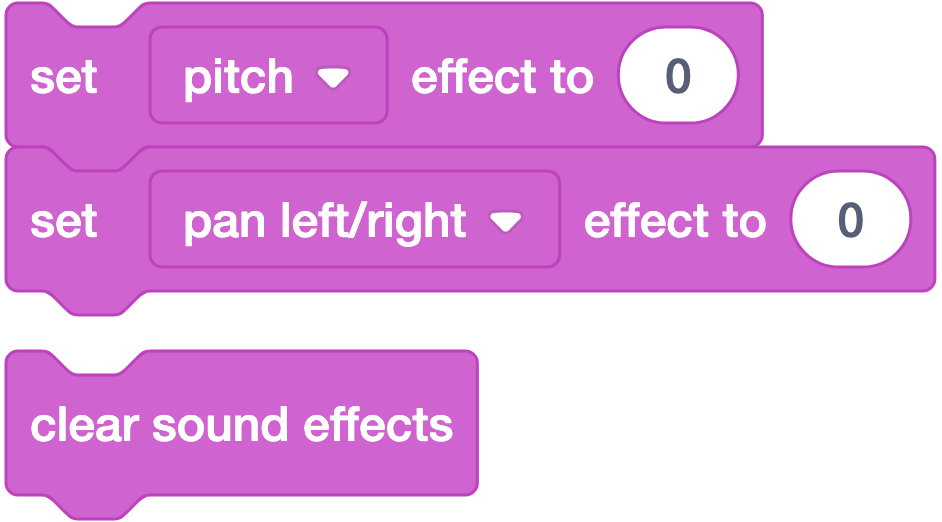 set pitch effect to 0
set pan left/right effect to 0
clear sound effects